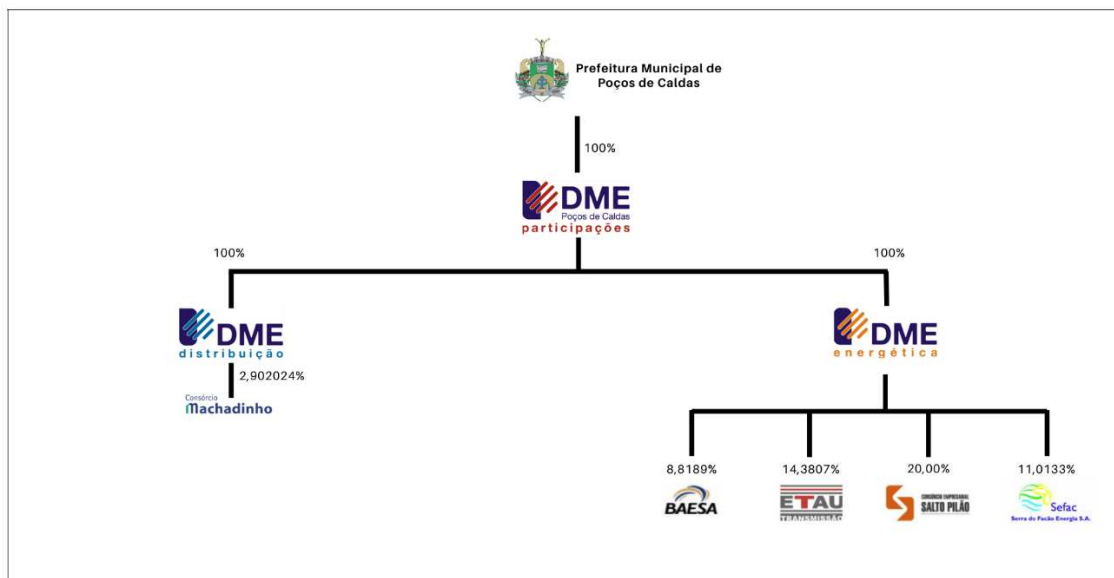 Prefeitura Municipal de
Poços de Caldas
100%
DME
Poços de Caldas
participações
100%
100%
DME
distribuição
DME
energética
2,902024%
Consórcio
Machadinho
8,8189%
14,3807%
20,00%
11,0133%
BAESA
ETAU
TRANSMISSÃO
CONSÓRCIO EMPRESARIAL
SALTO PILÃO
Sefac
Serra do Facão Energia S.A.